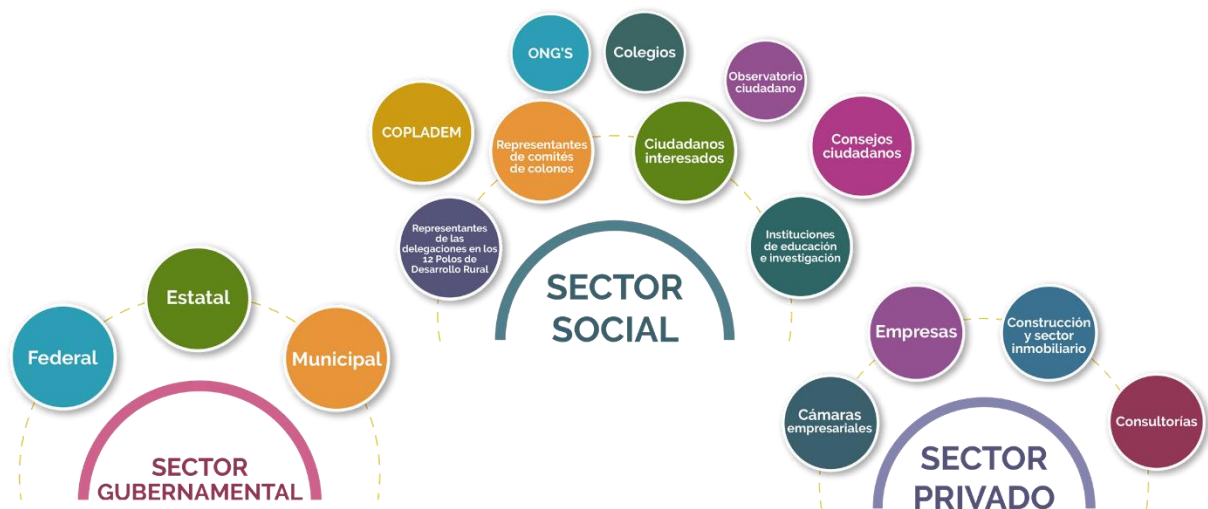 Federal
Estatal
Municipal
SECTOR
GUBERNAMENTAL
Representantes
de las
delegaciones en los
12 Polos de
Desarrollo Rural
COPLADEM
Representantes
de comités
de colonos
ONG'S
Colegios
Ciudadanos
interesados
Observatorio
ciudadano
Consejos
ciudadanos
Instituciones
de educación
e investigación
SECTOR
SOCIAL
Cámaras
empresariales
Empresas
Construcción
y sector
inmobiliario
Consultorías
SECTOR
PRIVADO